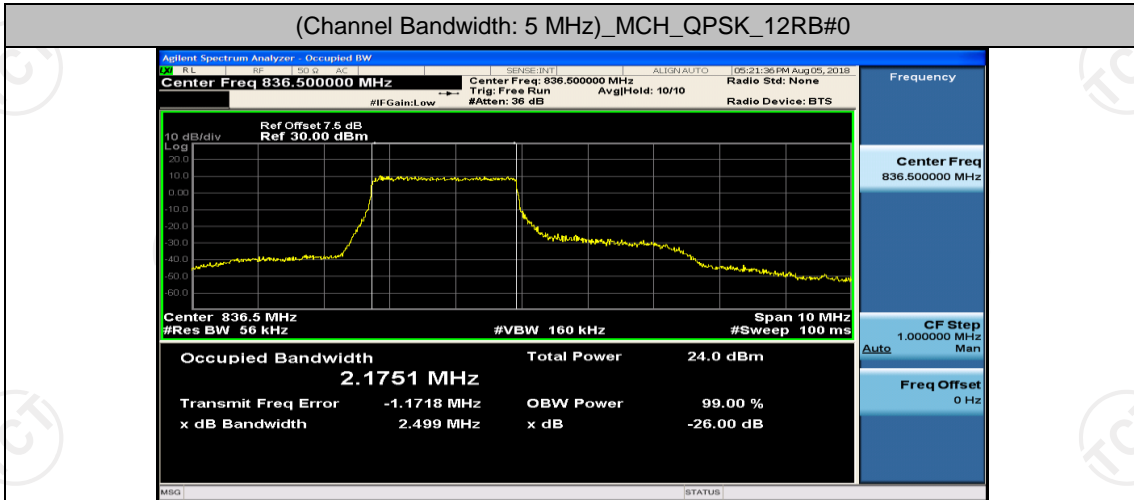 (Channel Bandwidth: 5 MHz)_MCH_QPSK_12RB#0
Agilent Spectrum Analyzer - Occupied BW
LXI RL RF 50 Ω AC SENSE:INT ALIGN AUTO 05:21:36 PM Aug 05, 2018
Center Freq 836.500000 MHz
Center Freq: 836.500000 MHz
Radio Std: None
Trig: Free Run Avg|Hold: 10/10
#IFGain:Low #Atten: 36 dB Radio Device: BTS
Ref Offset 7.5 dB
10 dB/div Ref 30.00 dBm
Log
20.0
10.0
0.00
-10.0
-20.0
-30.0
-40.0
-50.0
-60.0
Center 836.5 MHz Span 10 MHz
#Res BW 56 kHz #VBW 160 kHz #Sweep 100 ms
Occupied Bandwidth Total Power 24.0 dBm
2.1751 MHz
Transmit Freq Error -1.1718 MHz OBW Power 99.00 %
x dB Bandwidth 2.499 MHz x dB -26.00 dB
MSG STATUS
Frequency
Center Freq
836.500000 MHz
CF Step
1.000000 MHz
Auto Man
Freq Offset
0 Hz
TCT